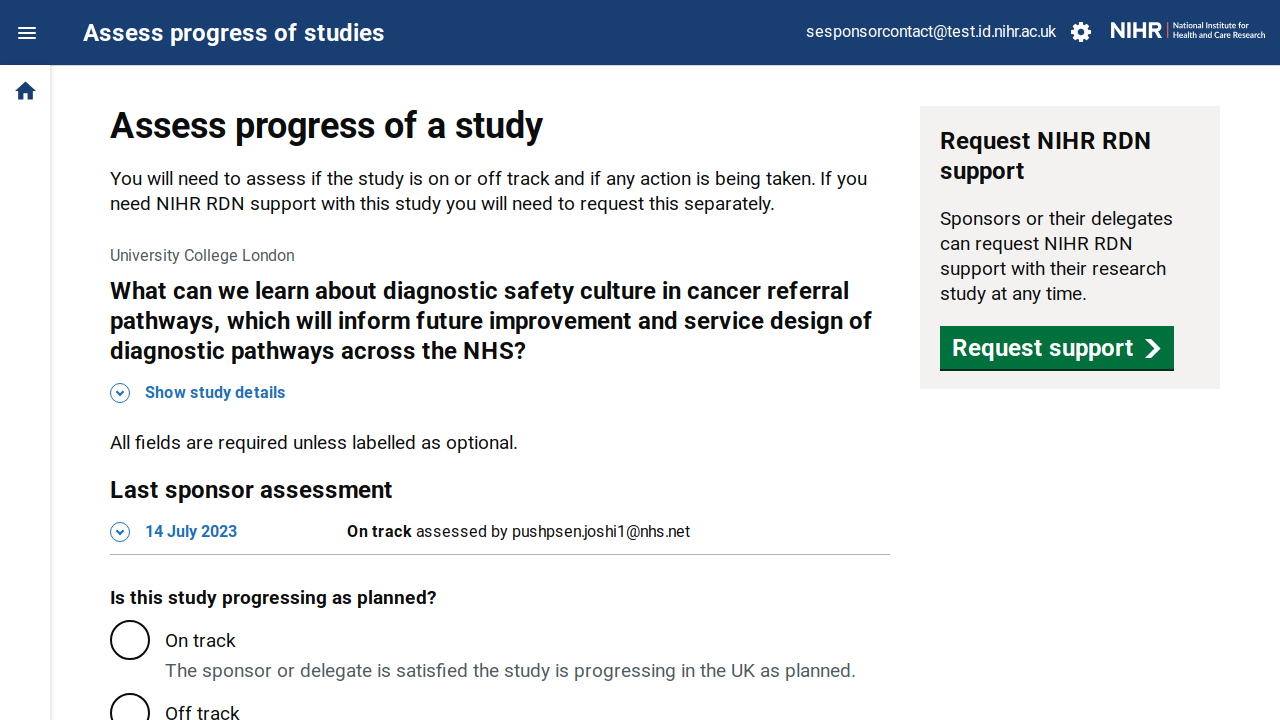 Assess progress of studies
sesponsorcontact@test.id.nihr.ac.uk
NIHR
National Institute for
Health and Care Research
Assess progress of a study
You will need to assess if the study is on or off track and if any action is being taken. If you
need NIHR RDN support with this study you will need to request this separately.
University College London
What can we learn about diagnostic safety culture in cancer referral
pathways, which will inform future improvement and service design of
diagnostic pathways across the NHS?
Show study details
All fields are required unless labelled as optional.
Last sponsor assessment
14 July 2023
On track assessed by pushpsen.joshi1@nhs.net
Is this study progressing as planned?
On track
The sponsor or delegate is satisfied the study is progressing in the UK as planned.
Off track
Request NIHR RDN
support
Sponsors or their delegates
can request NIHR RDN
support with their research
study at any time.
Request support